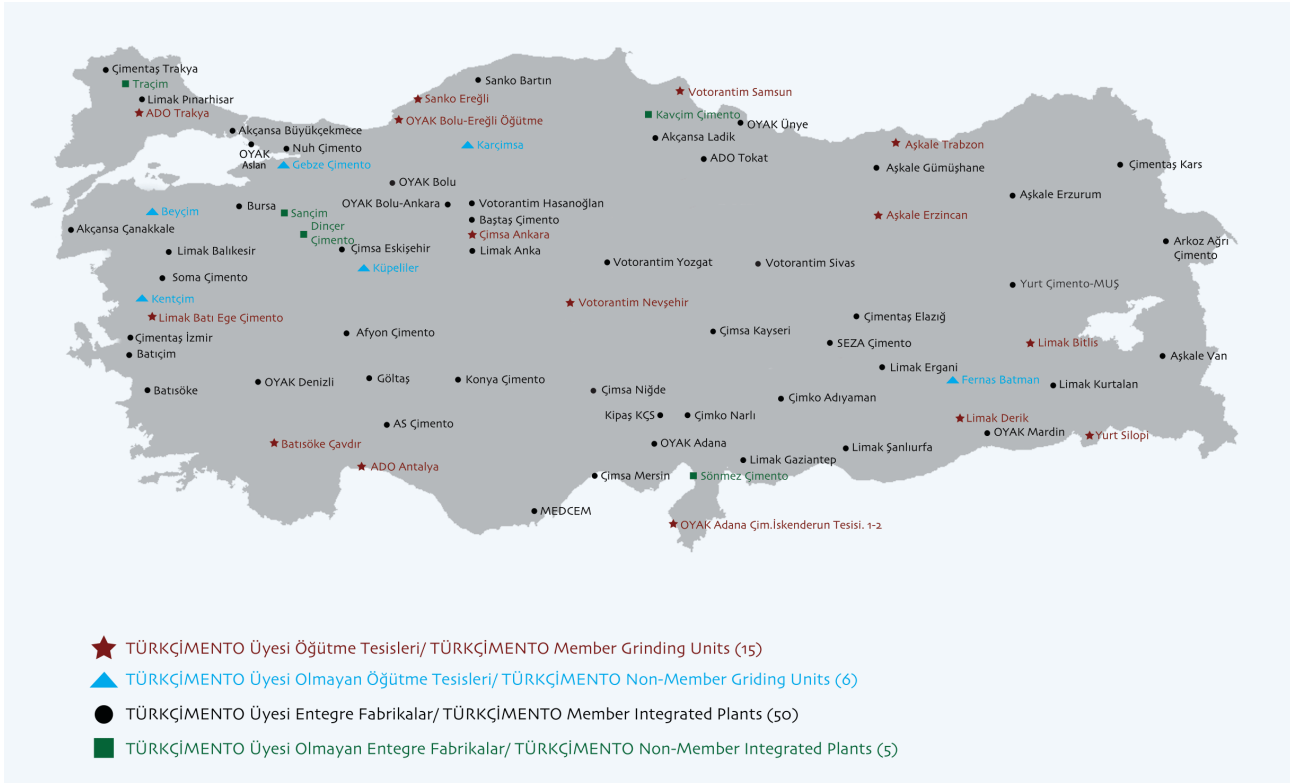 Çimentaş Trakya
Traçim
Limak Pınarhisar
ADO Trakya
Akçansa Büyükçekmece
OYAK
Aslan
Nuh Çimento
Gebze Çimento
Sanko Bartın
Sanko Ereğli
OYAK Bolu-Ereğli Öğütme
Karçimsa
Votorantim Samsun
Kavçim Çimento
OYAK Ünye
Akçansa Ladik
ADO Tokat
Aşkale Trabzon
Aşkale Gümüşhane
Çimentaş Kars
Aşkale Erzurum
Aşkale Erzincan
Arkoz Ağrı
Çimento
OYAK Bolu
OYAK Bolu-Ankara
Votorantim Hasanoğlan
Baştaş Çimento
Çimsa Ankara
Limak Anka
Beyçim
Bursa
Sançim
Dinçer
Çimento
Akçansa Çanakkale
Limak Balıkesir
Çimsa Eskişehir
Küpeliler
Soma Çimento
Votorantim Yozgat
Votorantim Sivas
Yurt Çimento-MUŞ
Kentçim
Limak Batı Ege Çimento
Votorantim Nevşehir
Çimentaş İzmir
Batıçim
Afyon Çimento
Çimsa Kayseri
Çimentaş Elazığ
SEZA Çimento
Limak Bitlis
Aşkale Van
Limak Ergani
Fernas Batman
Limak Kurtalan
Batısöke
OYAK Denizli
Göltaş
Konya Çimento
Çimsa Niğde
Çimko Adıyaman
Kipaş KÇS
Çimko Narlı
AS Çimento
Limak Derik
OYAK Mardin
Yurt Silopi
Batısöke Çavdır
OYAK Adana
Limak Şanlıurfa
Limak Gaziantep
ADO Antalya
Çimsa Mersin
Sönmez Çimento
MEDCEM
OYAK Adana Çim.İskenderun Tesisi. 1-2
TÜRKÇİMENTO Üyesi Öğütme Tesisleri/ TÜRKÇİMENTO Member Grinding Units (15)
TÜRKÇİMENTO Üyesi Olmayan Öğütme Tesisleri/ TÜRKÇİMENTO Non-Member Griding Units (6)
TÜRKÇİMENTO Üyesi Entegre Fabrikalar/ TÜRKÇİMENTO Member Integrated Plants (50)
TÜRKÇİMENTO Üyesi Olmayan Entegre Fabrikalar/ TÜRKÇİMENTO Non-Member Integrated Plants (5)